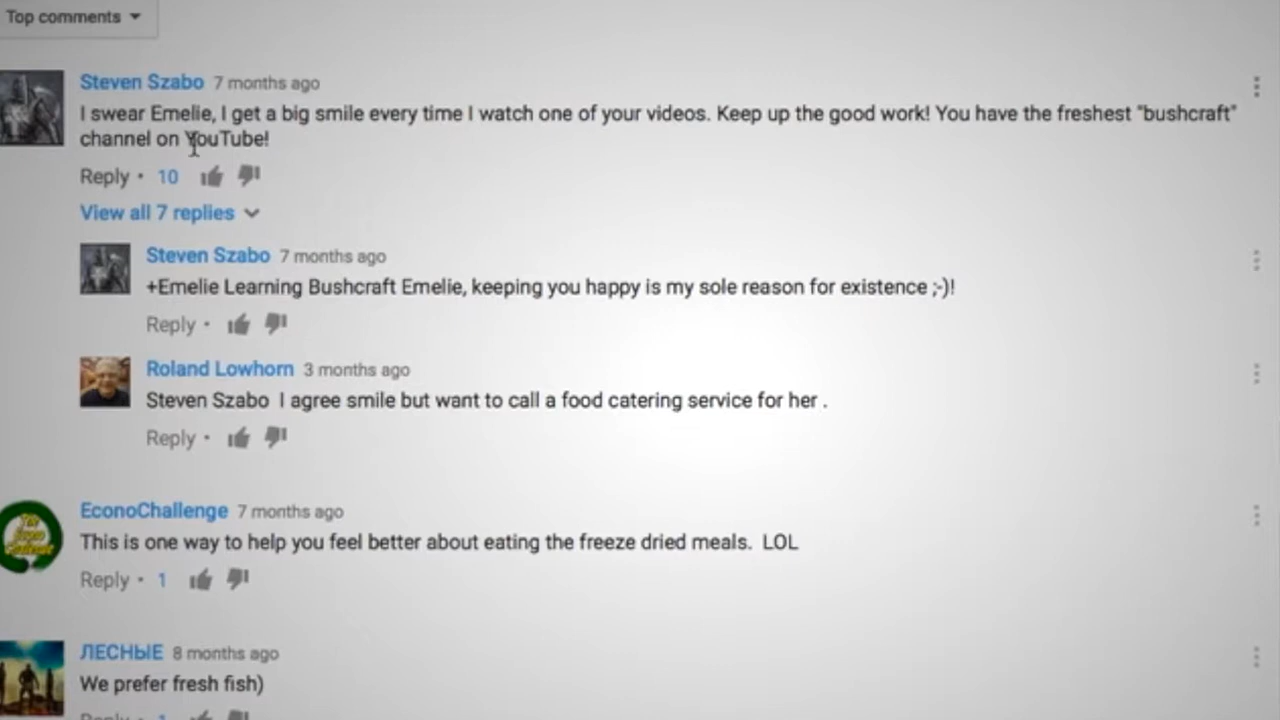 Top comments
Steven Szabo 7 months ago
I swear Emelie, I get a big smile every time I watch one of your videos. Keep up the good work! You have the freshest "bushcraft"
channel on YouTube!
Reply • 10
View all 7 replies
Steven Szabo 7 months ago
+Emelie Learning Bushcraft Emelie, keeping you happy is my sole reason for existence ;-)!
Reply •
Roland Lowhorn 3 months ago
Steven Szabo I agree smile but want to call a food catering service for her .
Reply •
EconoChallenge 7 months ago
This is one way to help you feel better about eating the freeze dried meals. LOL
Reply • 1
ЛЕСНЫЕ 8 months ago
We prefer fresh fish)
Reply • 1